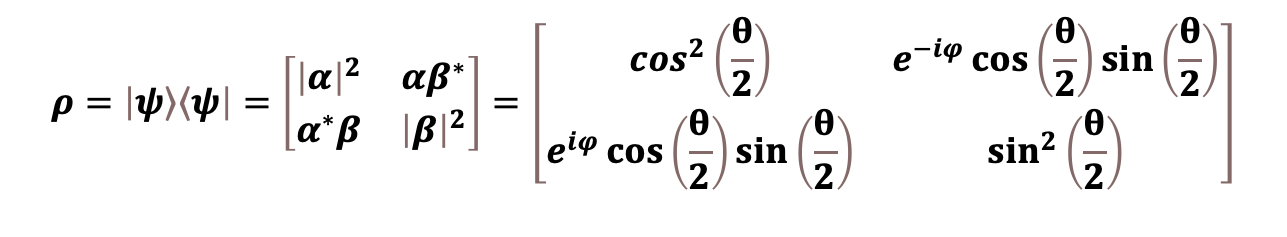 ρ = |ψ⟩⟨ψ| = [|α|² αβ*; α*β |β|²] = [cos²(θ/2) e^{-iφ} cos(θ/2) sin(θ/2); e^{iφ} cos(θ/2) sin(θ/2) sin²(θ/2)]